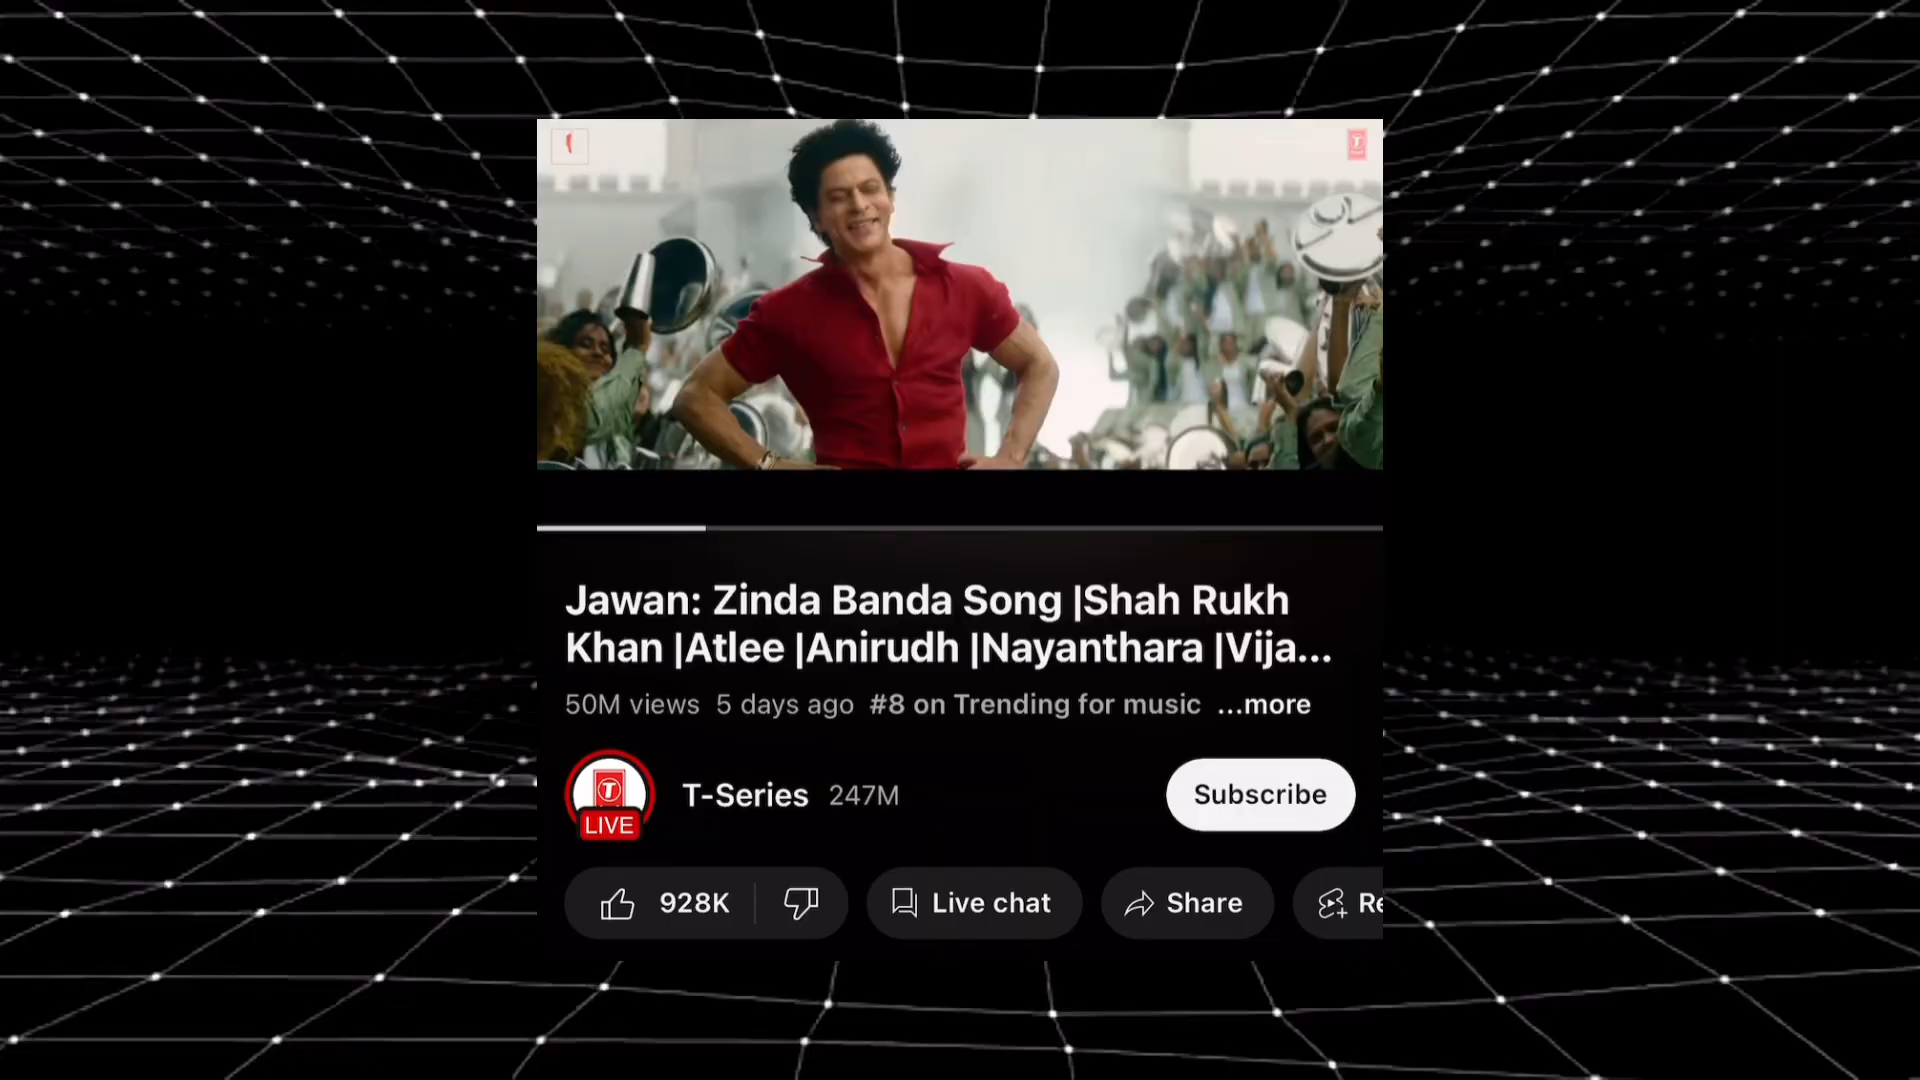 Jawan: Zinda Banda Song |Shah Rukh
Khan |Atlee |Anirudh |Nayanthara |Vija...
50M views 5 days ago #8 on Trending for music ...more
T
LIVE
T-Series 247M
Subscribe
928K
Live chat
Share
Re